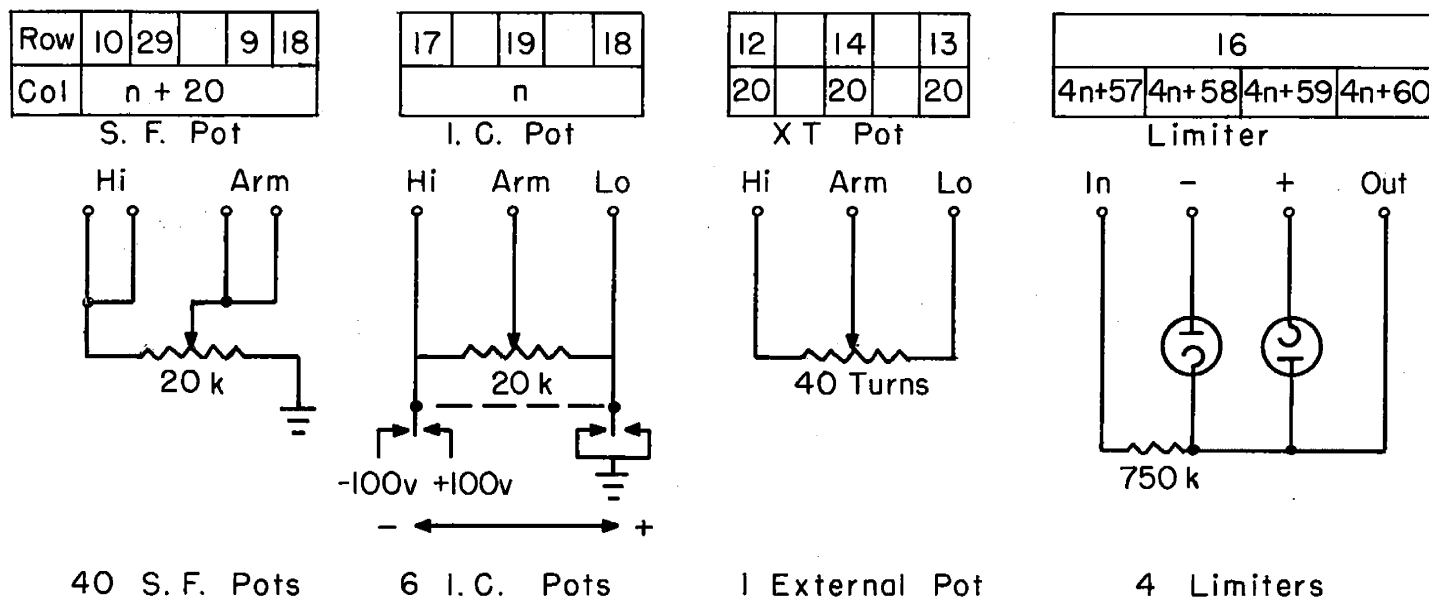 Row 10 29 9 18
Col n + 20
S. F. Pot
17 19 18
n
I. C. Pot
12 14 13
20 20 20
XT Pot
16
4n+57 4n+58 4n+59 4n+60
Limiter
Hi Arm
20 k
Hi Arm Lo
20 k
-100v +100v
- +
Hi Arm Lo
40 Turns
In - + Out
750 k
40 S. F. Pots
6 I. C. Pots
1 External Pot
4 Limiters